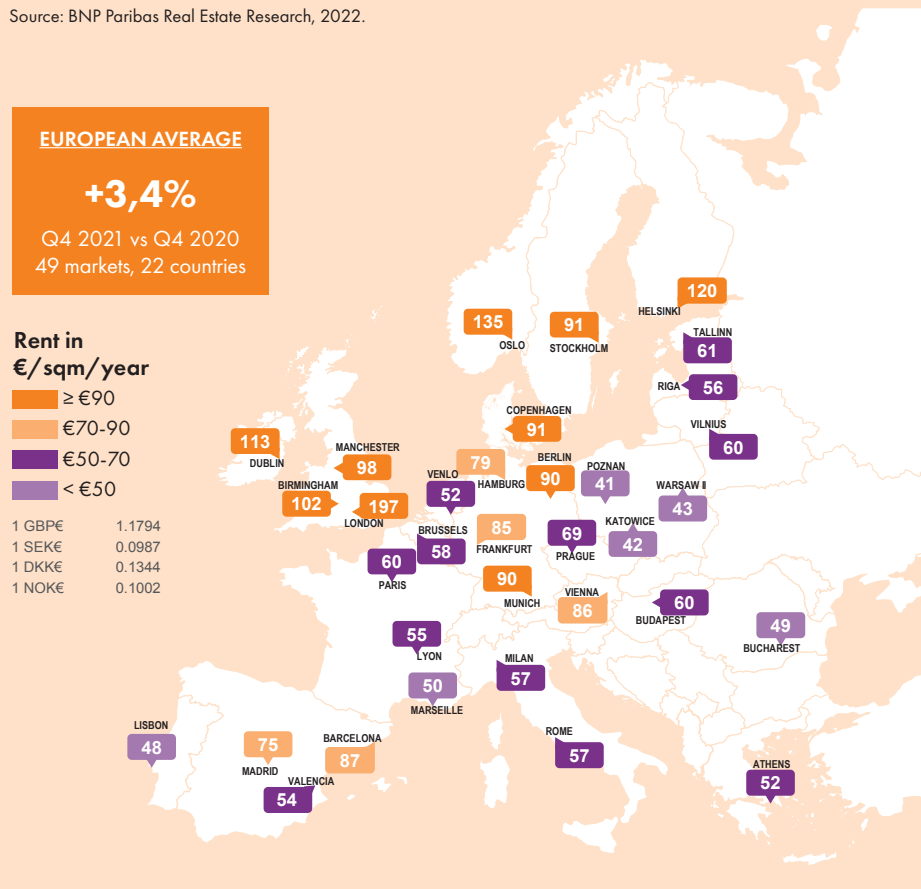 Source: BNP Paribas Real Estate Research, 2022.
EUROPEAN AVERAGE
+3,4%
Q4 2021 vs Q4 2020
49 markets, 22 countries
Rent in
€/sqm/year
≥ €90
€70-90
€50-70
< €50
1 GBP€ 1.1794
1 SEK€ 0.0987
1 DKK€ 0.1344
1 NOK€ 0.1002
120
HELSINKI
135
OSLO
91
STOCKHOLM
TALLINN
61
RIGA
56
COPENHAGEN
91
VILNIUS
60
113
DUBLIN
MANCHESTER
98
BIRMINGHAM
102
197
LONDON
VENLO
52
79
HAMBURG
BERLIN
90
POZNAN
41
WARSAW II
43
KATOWICE
42
BRUSSELS
58
85
FRANKFURT
69
PRAGUE
60
PARIS
90
MUNICH
VIENNA
86
60
BUDAPEST
49
BUCHAREST
55
LYON
MILAN
57
50
MARSEILLE
LISBON
48
75
MADRID
BARCELONA
87
VALENCIA
54
ROME
57
ATHENS
52